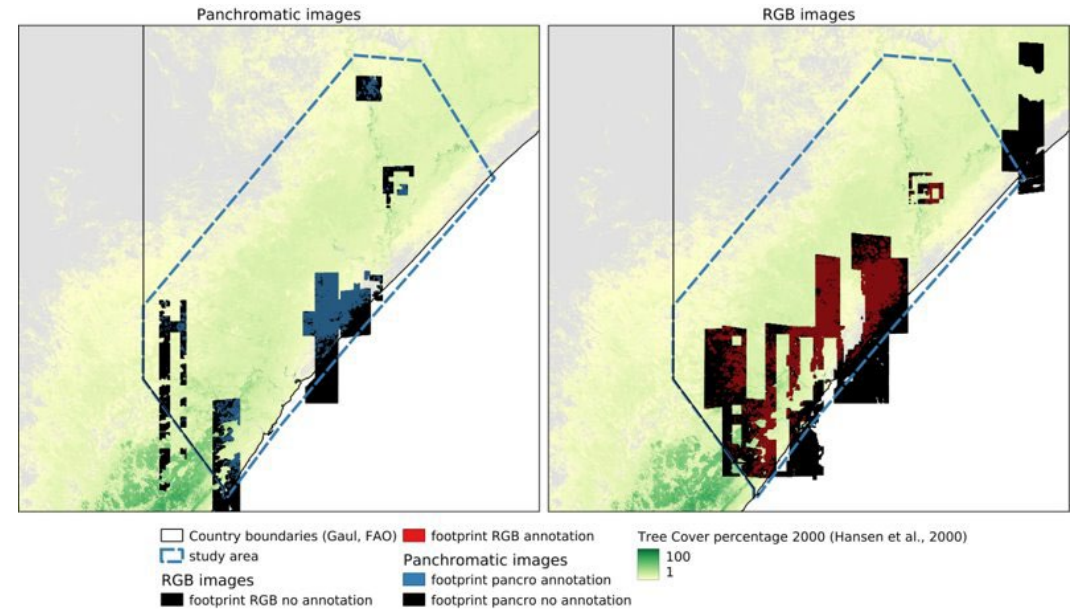 Panchromatic images
RGB images
Country boundaries (Gaul, FAO)
study area
RGB images
footprint RGB no annotation
footprint RGB annotation
Panchromatic images
footprint pancro annotation
footprint pancro no annotation
Tree Cover percentage 2000 (Hansen et al., 2000)
100
1